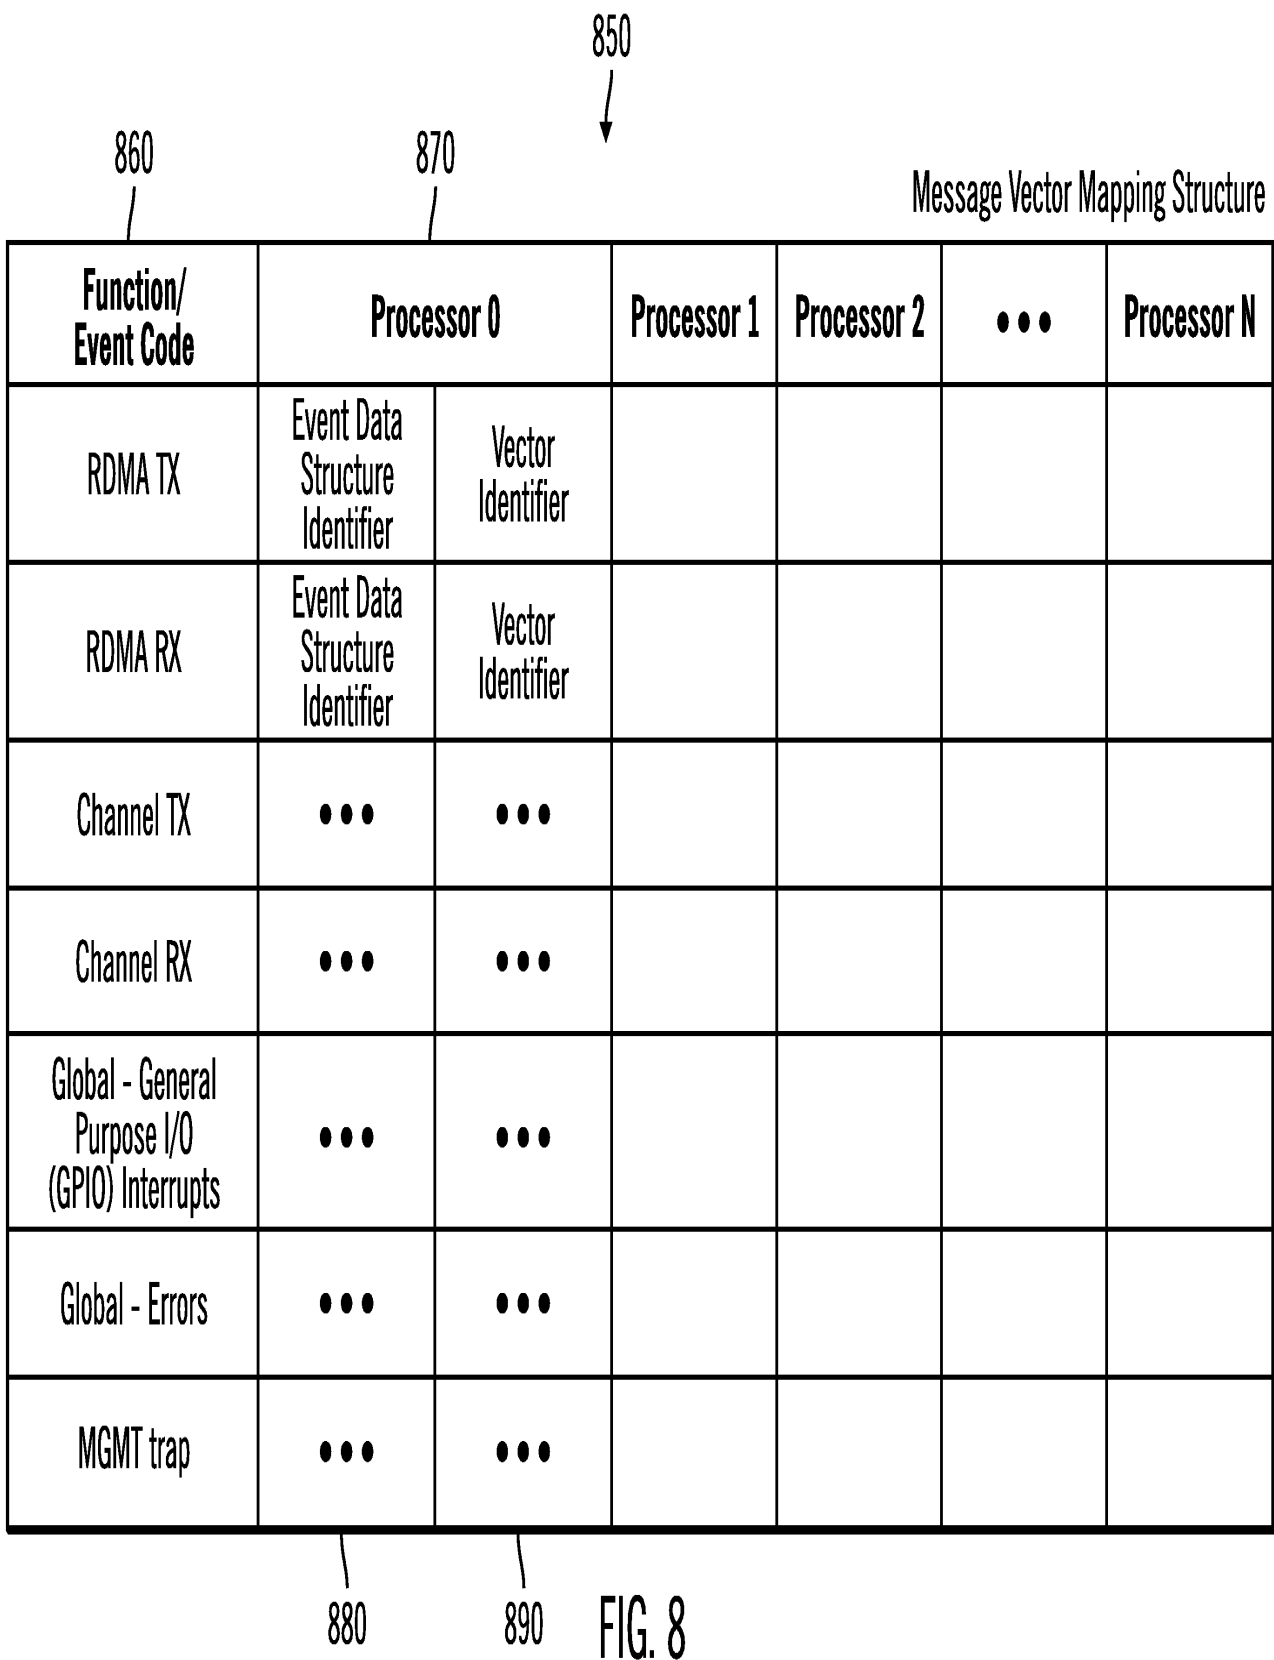 850
860
870
Message Vector Mapping Structure
Function/
Event Code
Processor 0
Processor 1
Processor 2
•••
Processor N
RDMA TX
Event Data
Structure
Identifier
Vector
Identifier
RDMA RX
Event Data
Structure
Identifier
Vector
Identifier
Channel TX
•••
•••
Channel RX
•••
•••
Global - General
Purpose I/O
(GPIO) Interrupts
•••
•••
Global - Errors
•••
•••
MGMT trap
•••
•••
880
890
FIG. 8